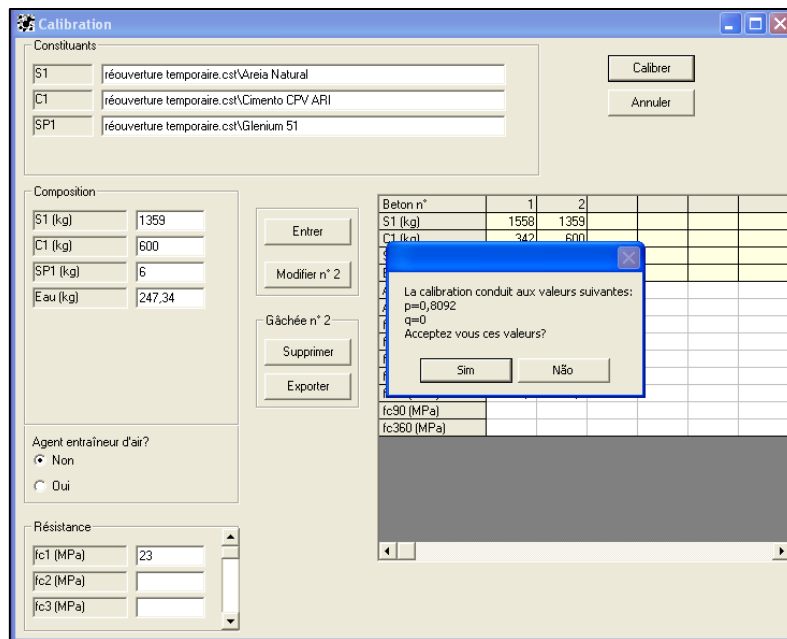 Calibration
Constituants
S1 réouverture temporaire.cst\Areia Natural
C1 réouverture temporaire.cst\Cimento CPV ARI
SP1 réouverture temporaire.cst\Glenium 51
Calibrer
Annuler
Composition
S1 (kg) 1359
C1 (kg) 600
SP1 (kg) 6
Eau (kg) 247,34
Entrer
Modifier n° 2
Gâchée n° 2
Supprimer
Exporter
Beton n° 1 2
S1 (kg) 1558 1359
C1 (kg) 342 600
La calibration conduit aux valeurs suivantes:
p=0,8092
q=0
Acceptez vous ces valeurs?
Sim Não
fc90 (MPa)
fc360 (MPa)
Agent entraîneur d'air?
Non
Oui
Résistance
fc1 (MPa) 23
fc2 (MPa)
fc3 (MPa)